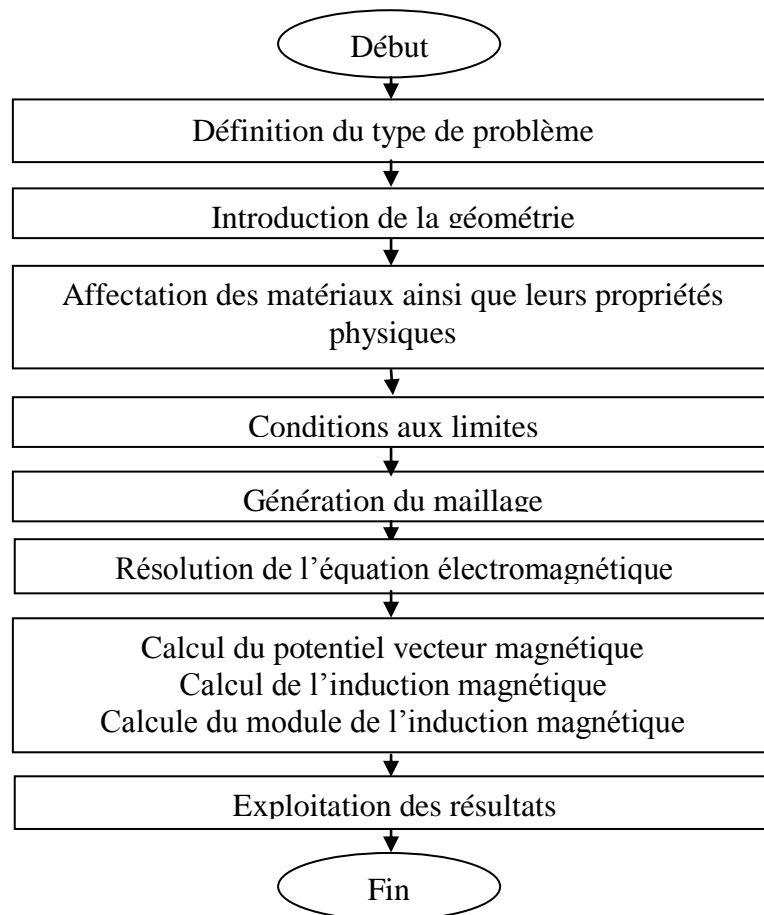 Début
Définition du type de problème
Introduction de la géométrie
Affectation des matériaux ainsi que leurs propriétés
physiques
Conditions aux limites
Génération du maillage
Résolution de l’équation électromagnétique
Calcul du potentiel vecteur magnétique
Calcul de l’induction magnétique
Calcule du module de l’induction magnétique
Exploitation des résultats
Fin